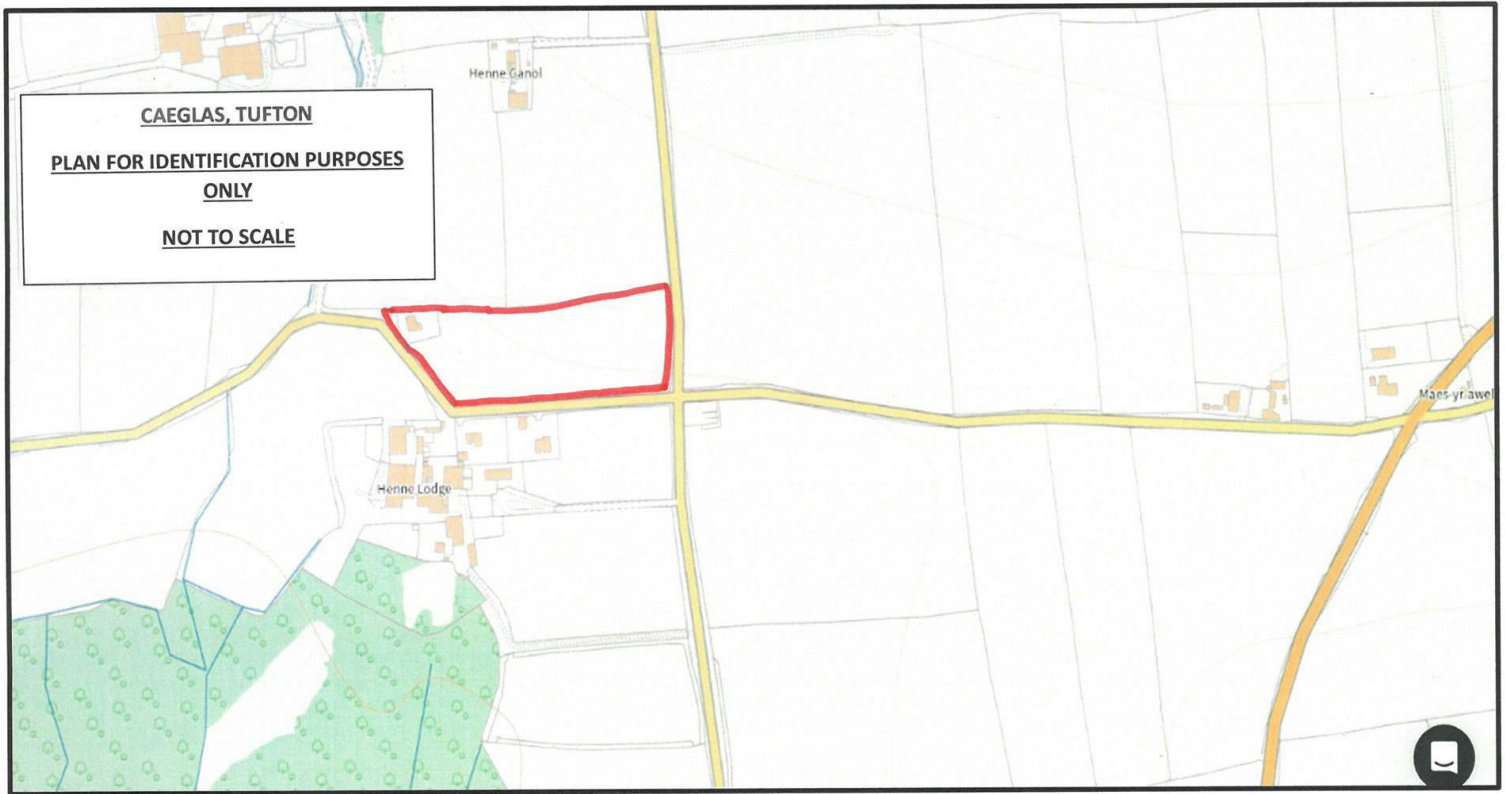 CAEGLAS, TUFTON
PLAN FOR IDENTIFICATION PURPOSES
ONLY
NOT TO SCALE
Henne Ganol
Maes-yr-awel
Henne Lodge